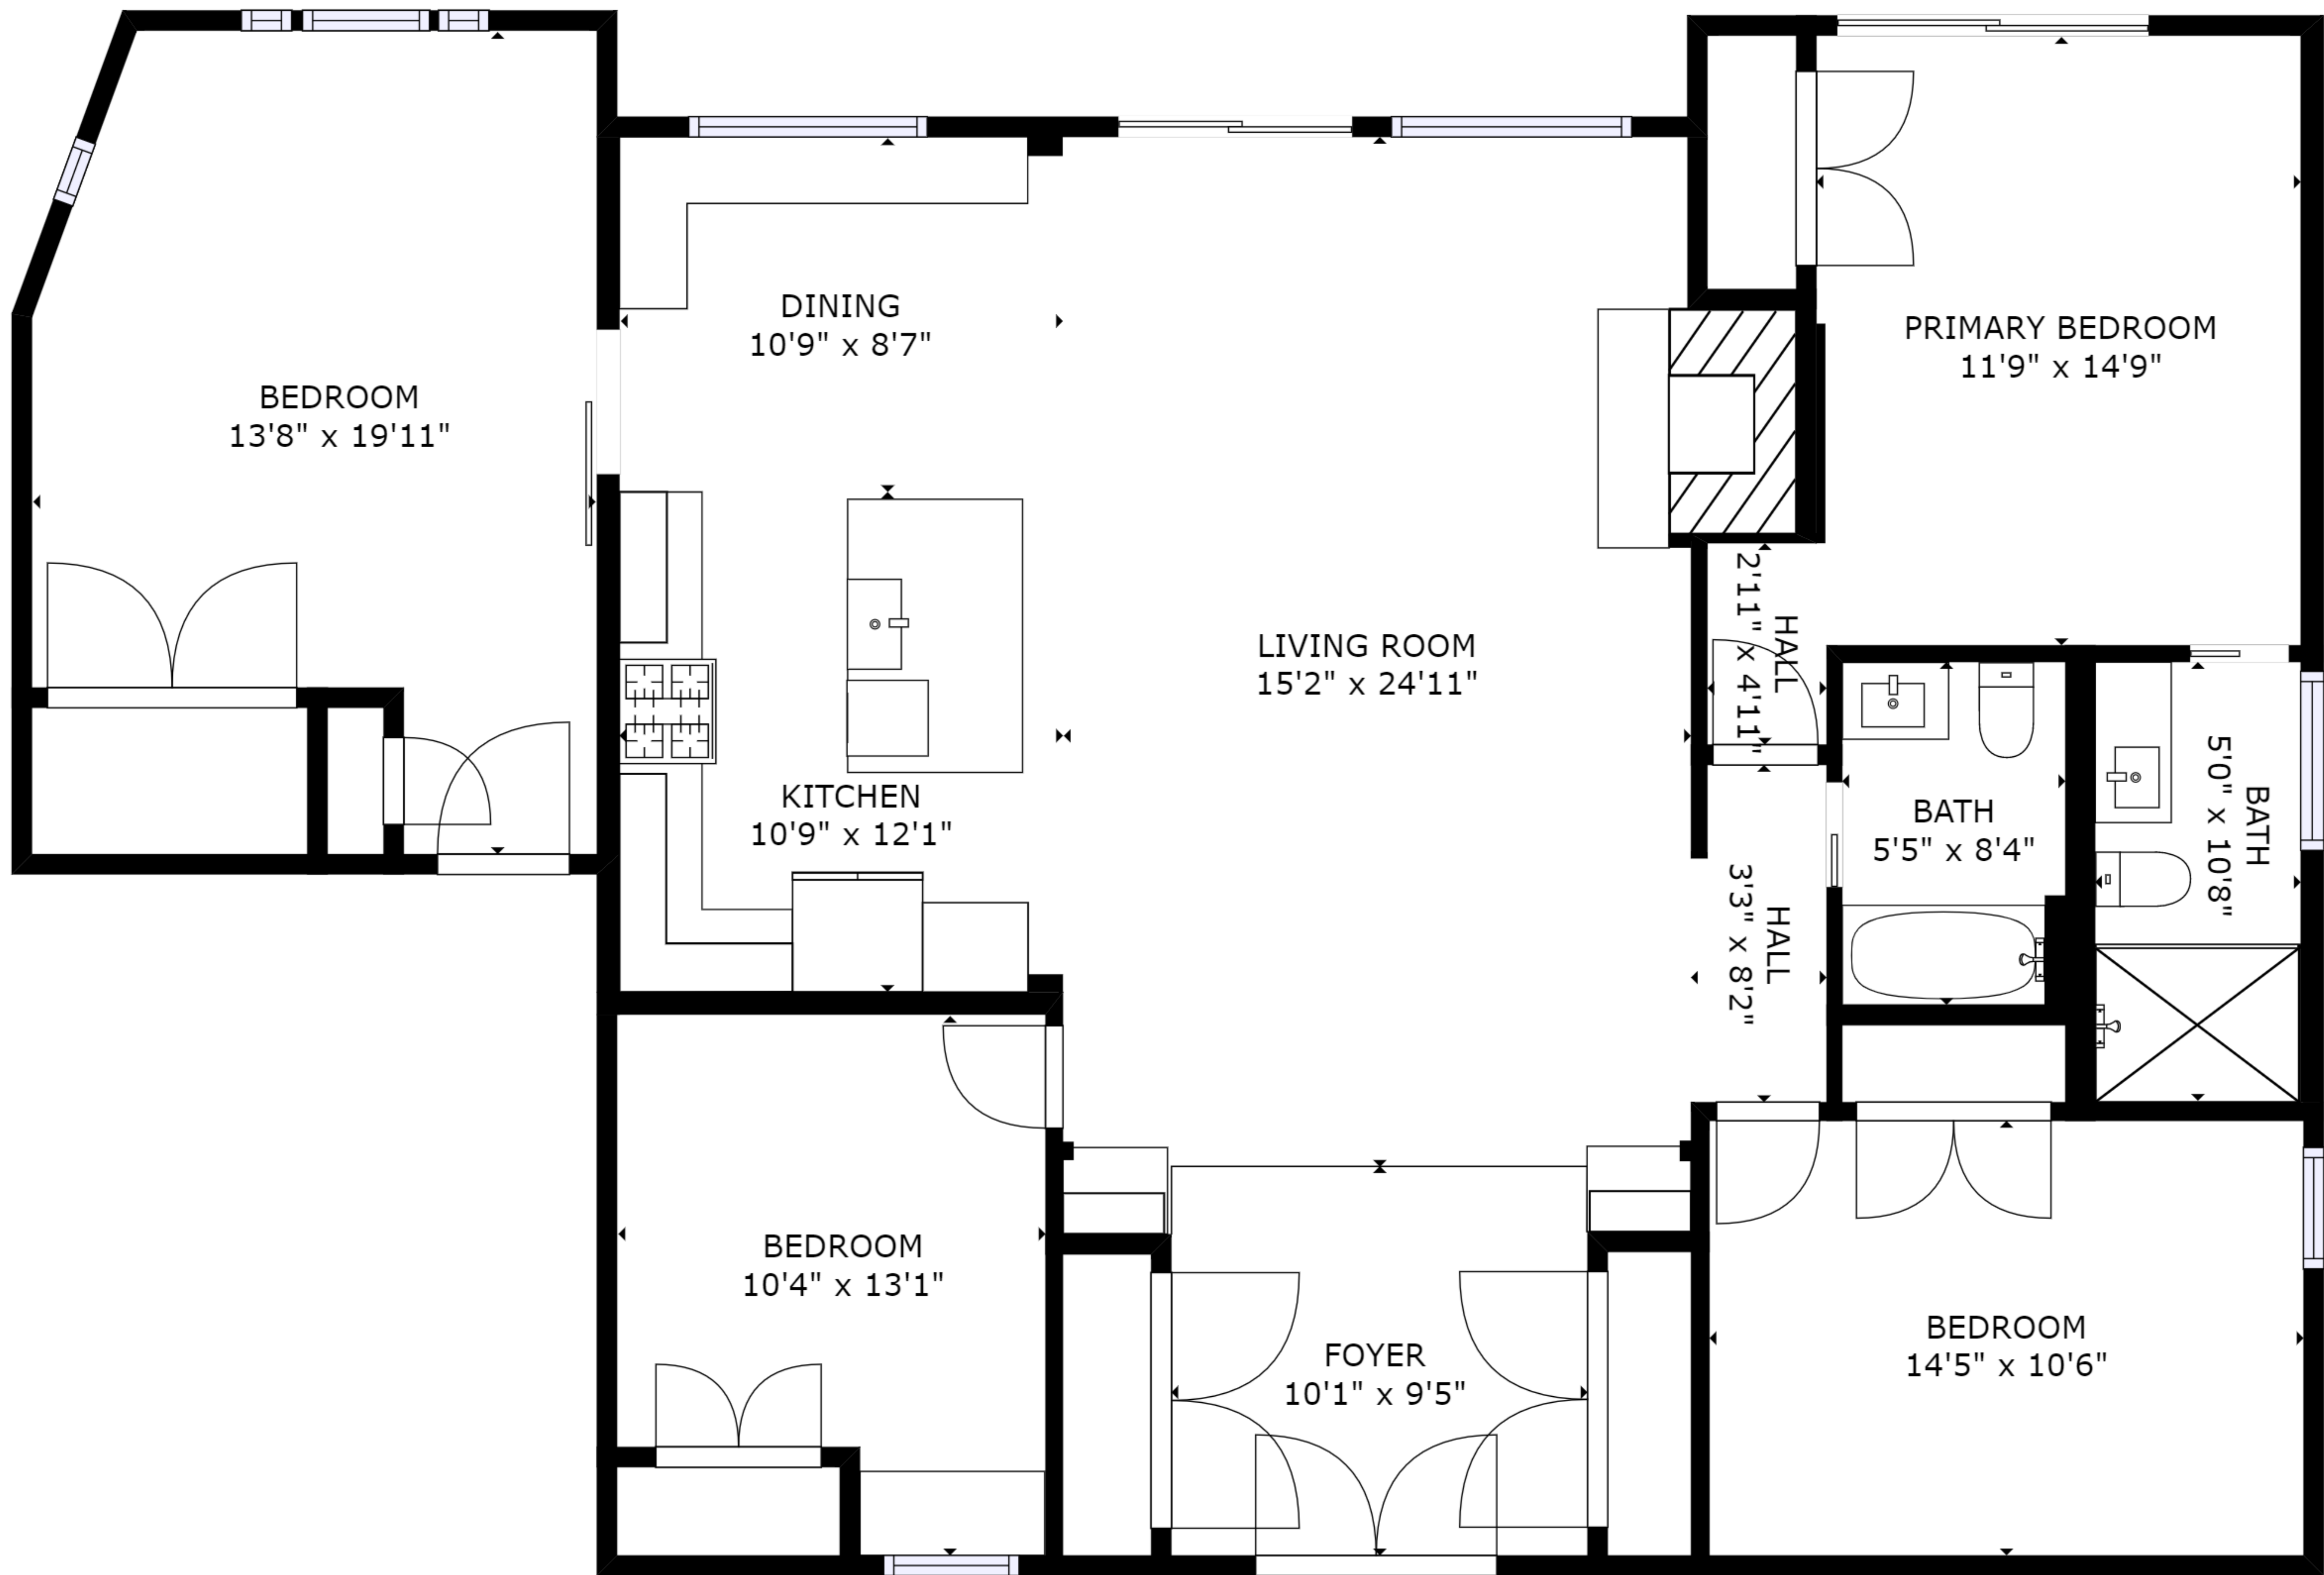 DINING
10'9" x 8'7"
PRIMARY BEDROOM
11'9" x 14'9"
BEDROOM
13'8" x 19'11"
LIVING ROOM
15'2" x 24'11"
HALL
2'11" x 4'11"
KITCHEN
10'9" x 12'1"
BATH
5'5" x 8'4"
BATH
5'0" x 10'8"
HALL
3'3" x 8'2"
BEDROOM
10'4" x 13'1"
FOYER
10'1" x 9'5"
BEDROOM
14'5" x 10'6"